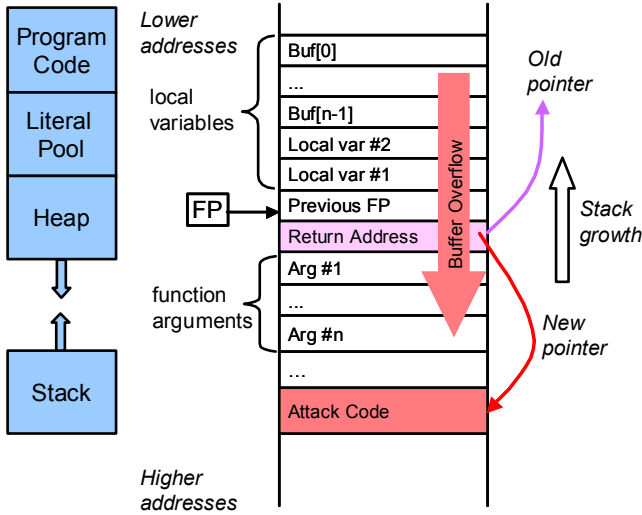 Program
Code
Literal
Pool
Heap
Stack
Lower
addresses
local
variables
FP
function
arguments
Higher
addresses
Buf[0]
...
Buf[n-1]
Local var #2
Local var #1
Previous FP
Return Address
Arg #1
...
Arg #n
...
Attack Code
Buffer Overflow
Old
pointer
Stack
growth
New
pointer